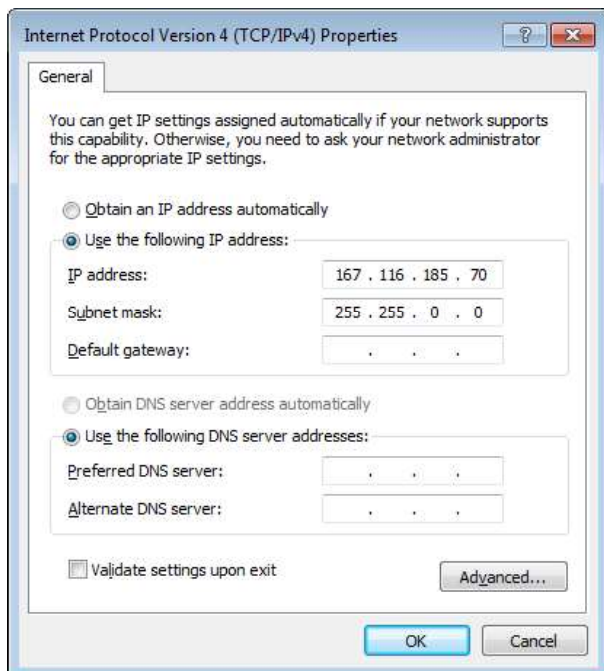 Internet Protocol Version 4 (TCP/IPv4) Properties
General
You can get IP settings assigned automatically if your network supports
this capability. Otherwise, you need to ask your network administrator
for the appropriate IP settings.
Obtain an IP address automatically
Use the following IP address:
IP address: 167 . 116 . 185 . 70
Subnet mask: 255 . 255 . 0 . 0
Default gateway: . . .
Obtain DNS server address automatically
Use the following DNS server addresses:
Preferred DNS server: . . .
Alternate DNS server: . . .
Validate settings upon exit
Advanced...
OK Cancel